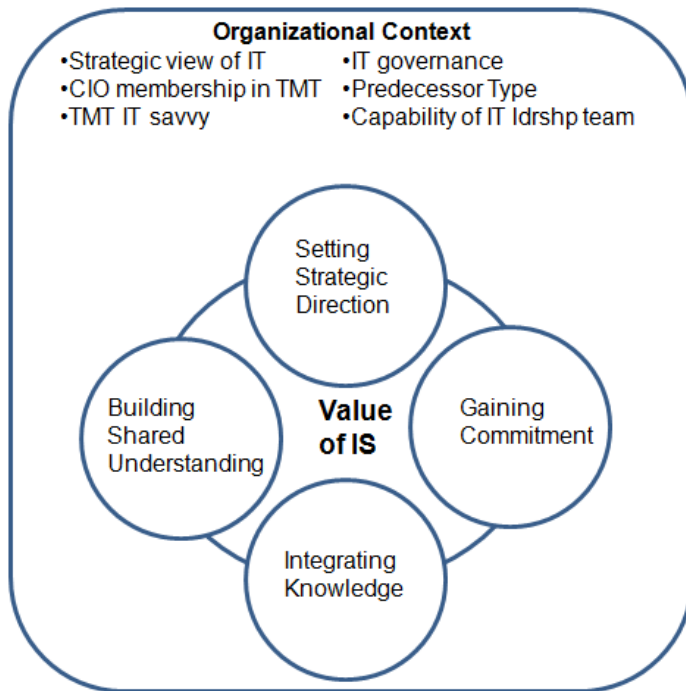 Organizational Context
•Strategic view of IT
•CIO membership in TMT
•TMT IT savvy
•IT governance
•Predecessor Type
•Capability of IT ldrshp team
Setting
Strategic
Direction
Building
Shared
Understanding
Value
of IS
Gaining
Commitment
Integrating
Knowledge